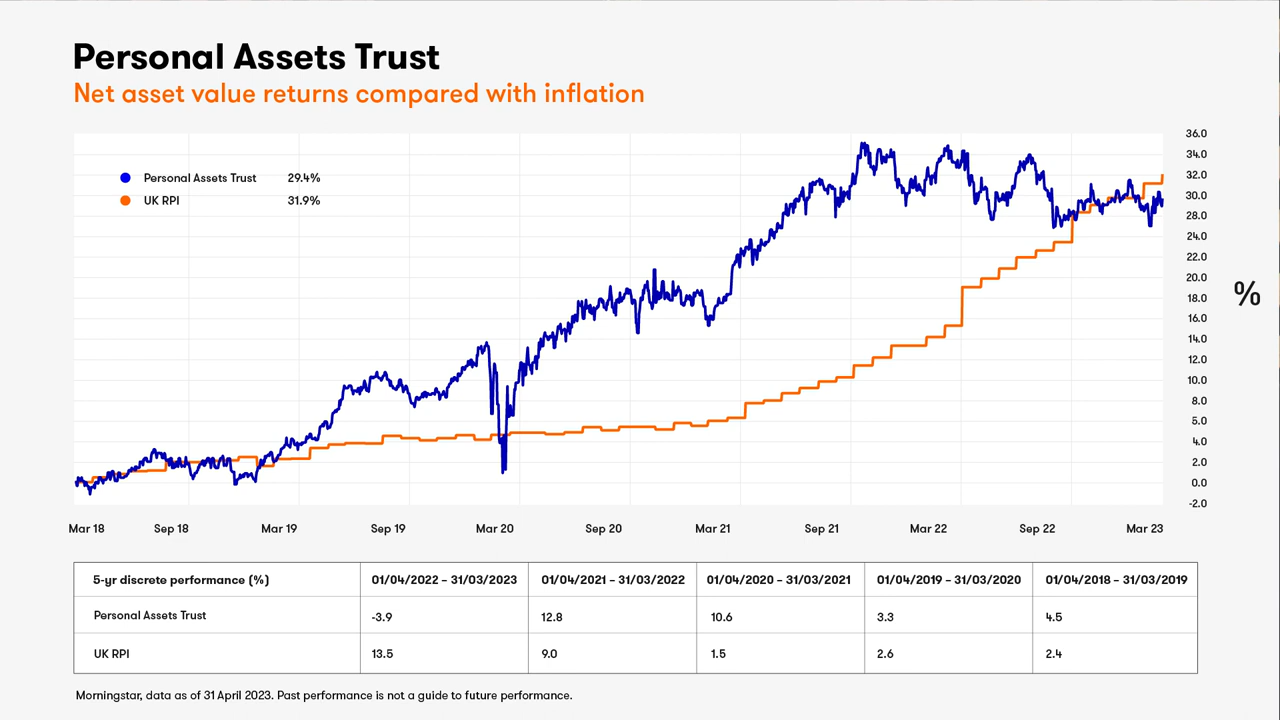 Personal Assets Trust
Net asset value returns compared with inflation
Personal Assets Trust 29.4%
UK RPI 31.9%
36.0
34.0
32.0
30.0
28.0
24.0
22.0
20.0
18.0
16.0
14.0
12.0
10.0
8.0
6.0
4.0
2.0
0.0
-2.0
%
Mar 18 Sep 18 Mar 19 Sep 19 Mar 20 Sep 20 Mar 21 Sep 21 Mar 22 Sep 22 Mar 23
5-yr discrete performance (%) 01/04/2022 – 31/03/2023 01/04/2021 – 31/03/2022 01/04/2020 – 31/03/2021 01/04/2019 – 31/03/2020 01/04/2018 – 31/03/2019
Personal Assets Trust -3.9 12.8 10.6 3.3 4.5
UK RPI 13.5 9.0 1.5 2.6 2.4
Morningstar, data as of 31 April 2023. Past performance is not a guide to future performance.